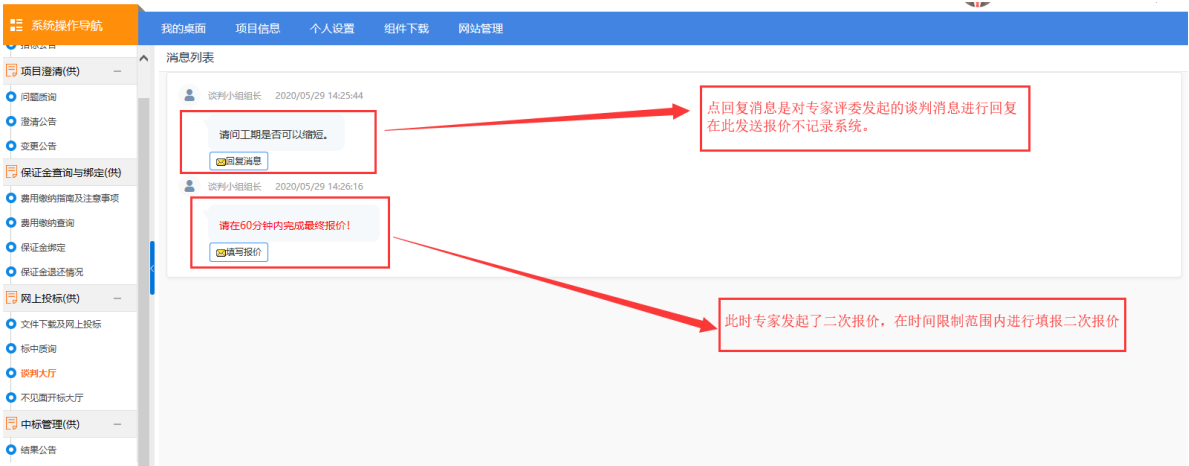 系统操作导航
我的桌面 项目信息 个人设置 组件下载 网站管理
消息列表
项目澄清(供)
问题质询
澄清公告
变更公告
保证金查询与绑定(供)
费用缴纳指南及注意事项
费用缴纳查询
保证金绑定
保证金退还情况
网上投标(供)
文件下载及网上投标
标中质询
谈判大厅
不见面开标大厅
中标管理(供)
结果公告
谈判小组组长 2020/05/29 14:25:44
请问工期是否可以缩短。
回复消息
谈判小组组长 2020/05/29 14:26:16
请在60分钟内完成最终报价!
填写报价
点回复消息是对专家评委发起的谈判消息进行回复
在此发送报价不记录系统。
此时专家发起了二次报价，在时间限制范围内进行填报二次报价